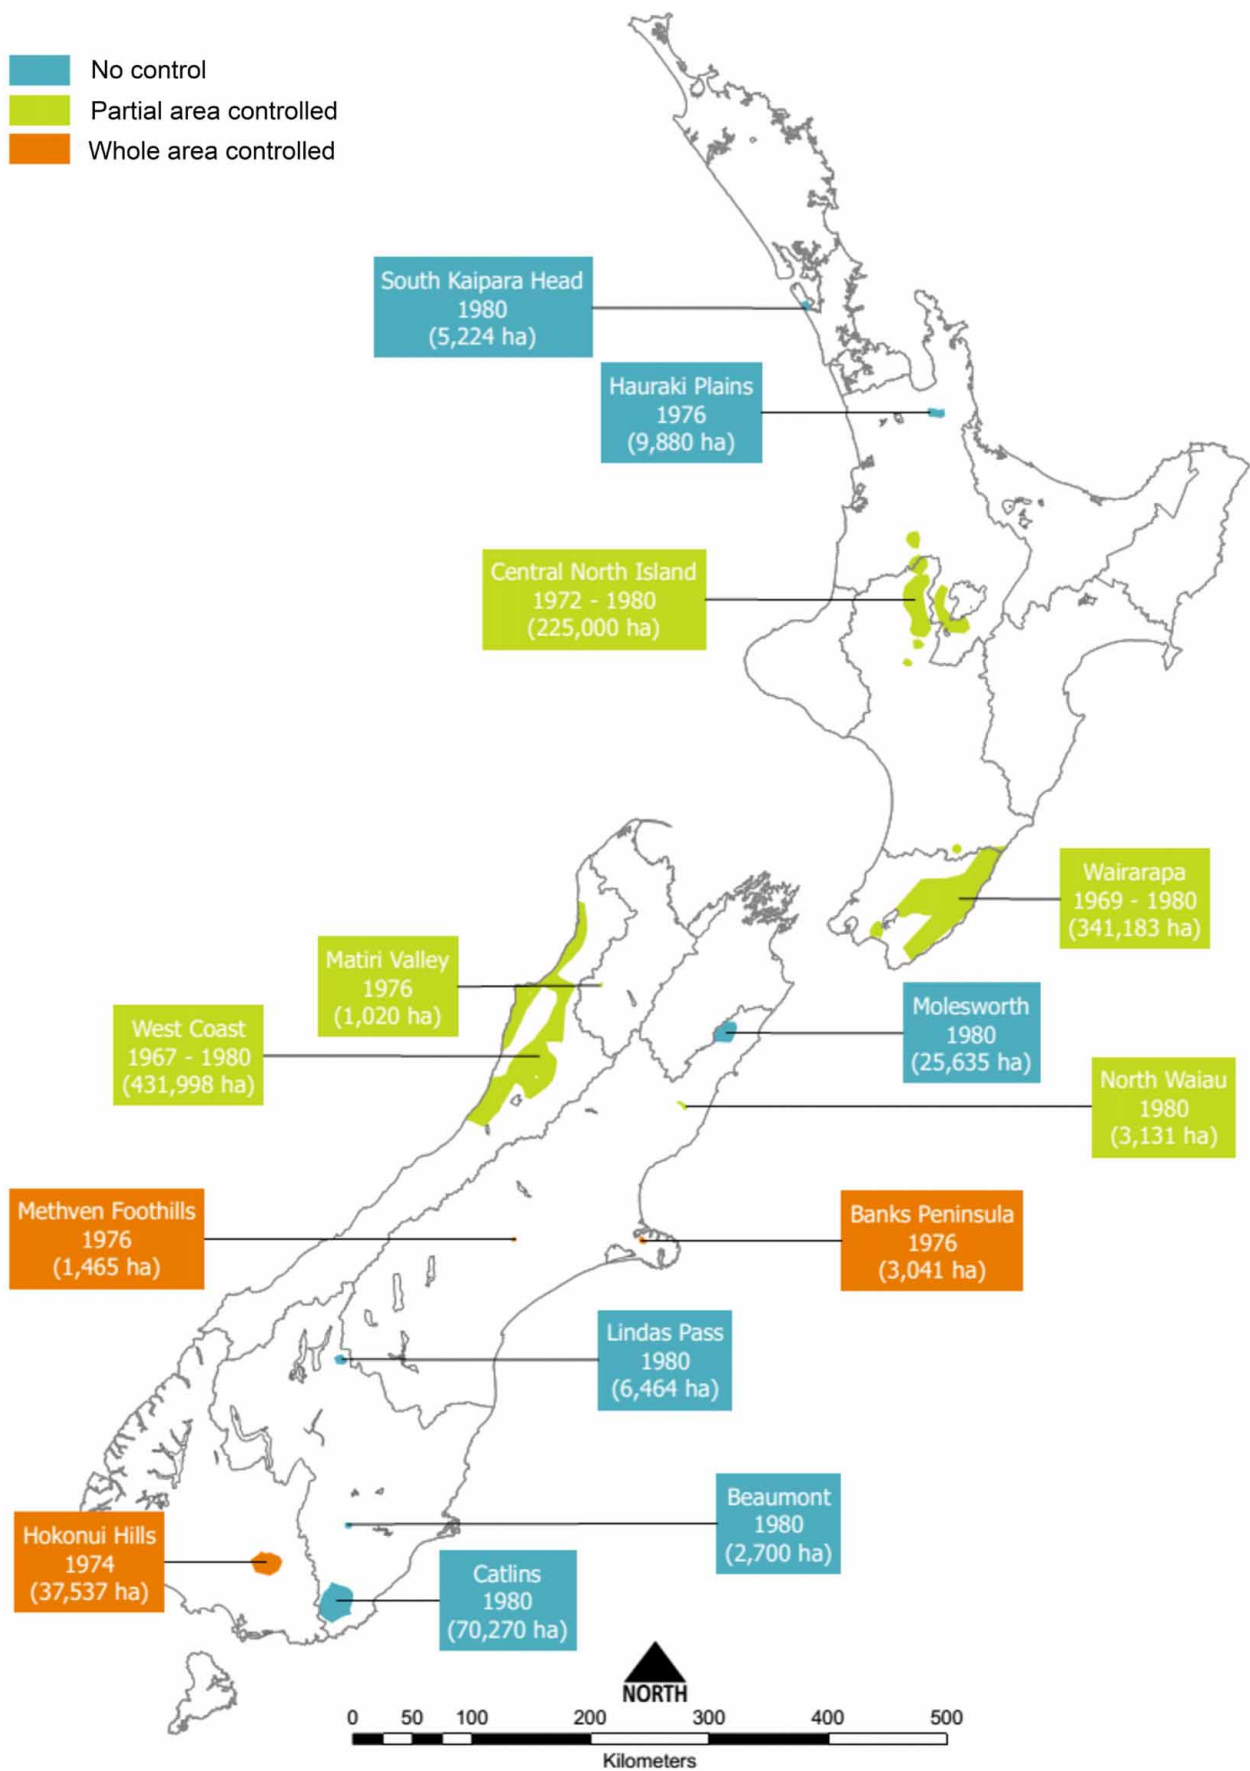 No control
Partial area controlled
Whole area controlled
South Kaipara Head
1980
(5,224 ha)
Hauraki Plains
1976
(9,880 ha)
Central North Island
1972 - 1980
(225,000 ha)
Wairarapa
1969 - 1980
(341,183 ha)
Matiri Valley
1976
(1,020 ha)
West Coast
1967 - 1980
(431,998 ha)
Molesworth
1980
(25,635 ha)
North Waiau
1980
(3,131 ha)
Methven Foothills
1976
(1,465 ha)
Banks Peninsula
1976
(3,041 ha)
Lindas Pass
1980
(6,464 ha)
Beaumont
1980
(2,700 ha)
Hokonui Hills
1974
(37,537 ha)
Catlins
1980
(70,270 ha)
NORTH
0 50 100 200 300 400 500
Kilometers